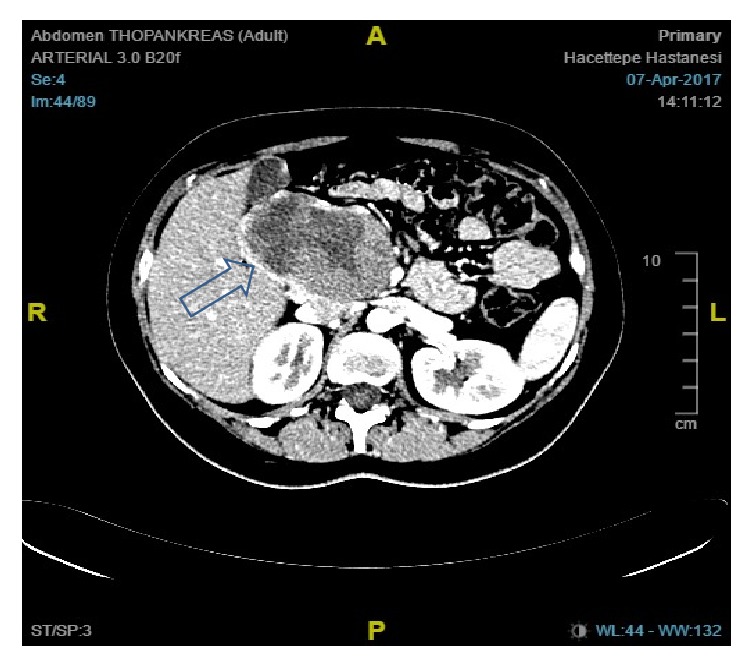 Abdomen THOPANKREAS (Adult)
ARTERIAL 3.0 B20f
Se:4
Im:44/89
A
Primary
Hacettepe Hastanesi
07-Apr-2017
14:11:12
10
R
L
cm
ST/SP:3
P
WL:44 - WW:132